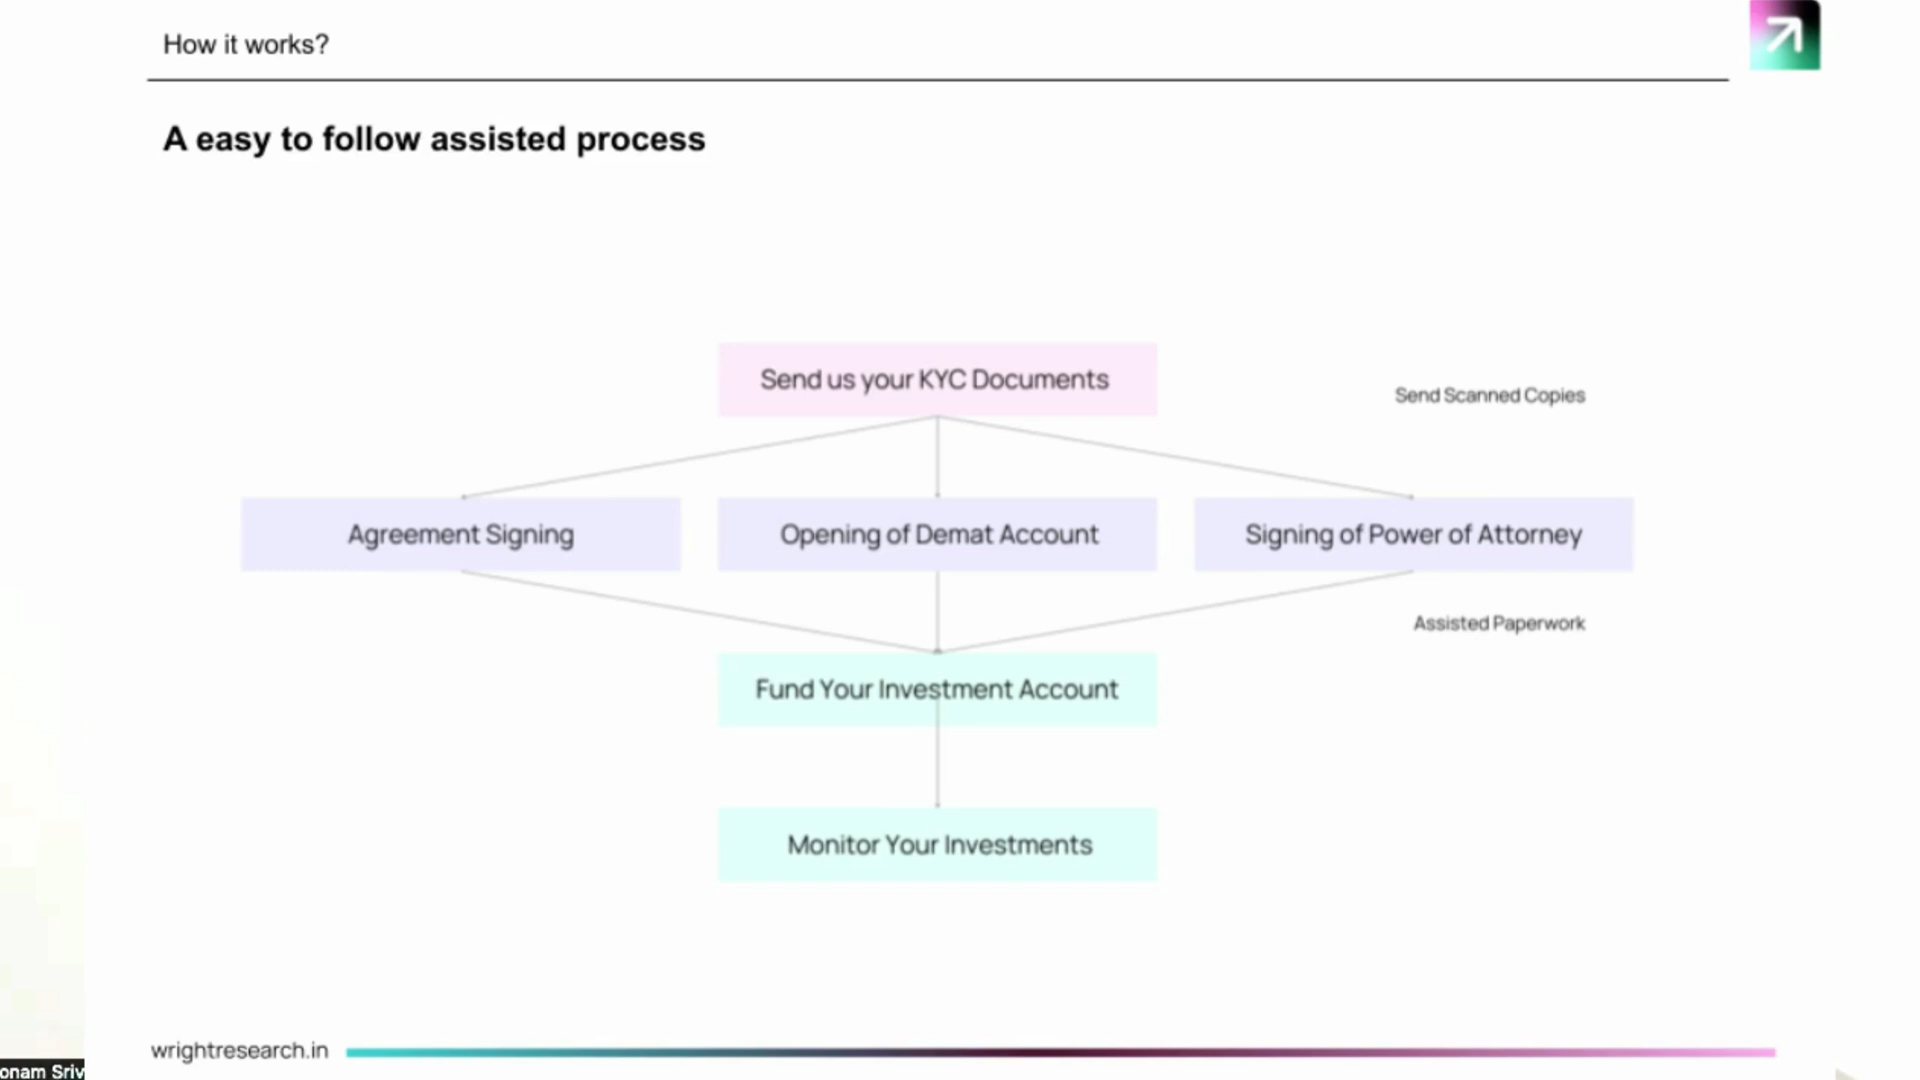 How it works?
A easy to follow assisted process
Send us your KYC Documents
Send Scanned Copies
Agreement Signing
Opening of Demat Account
Signing of Power of Attorney
Assisted Paperwork
Fund Your Investment Account
Monitor Your Investments
wrightresearch.in
onam Sriv